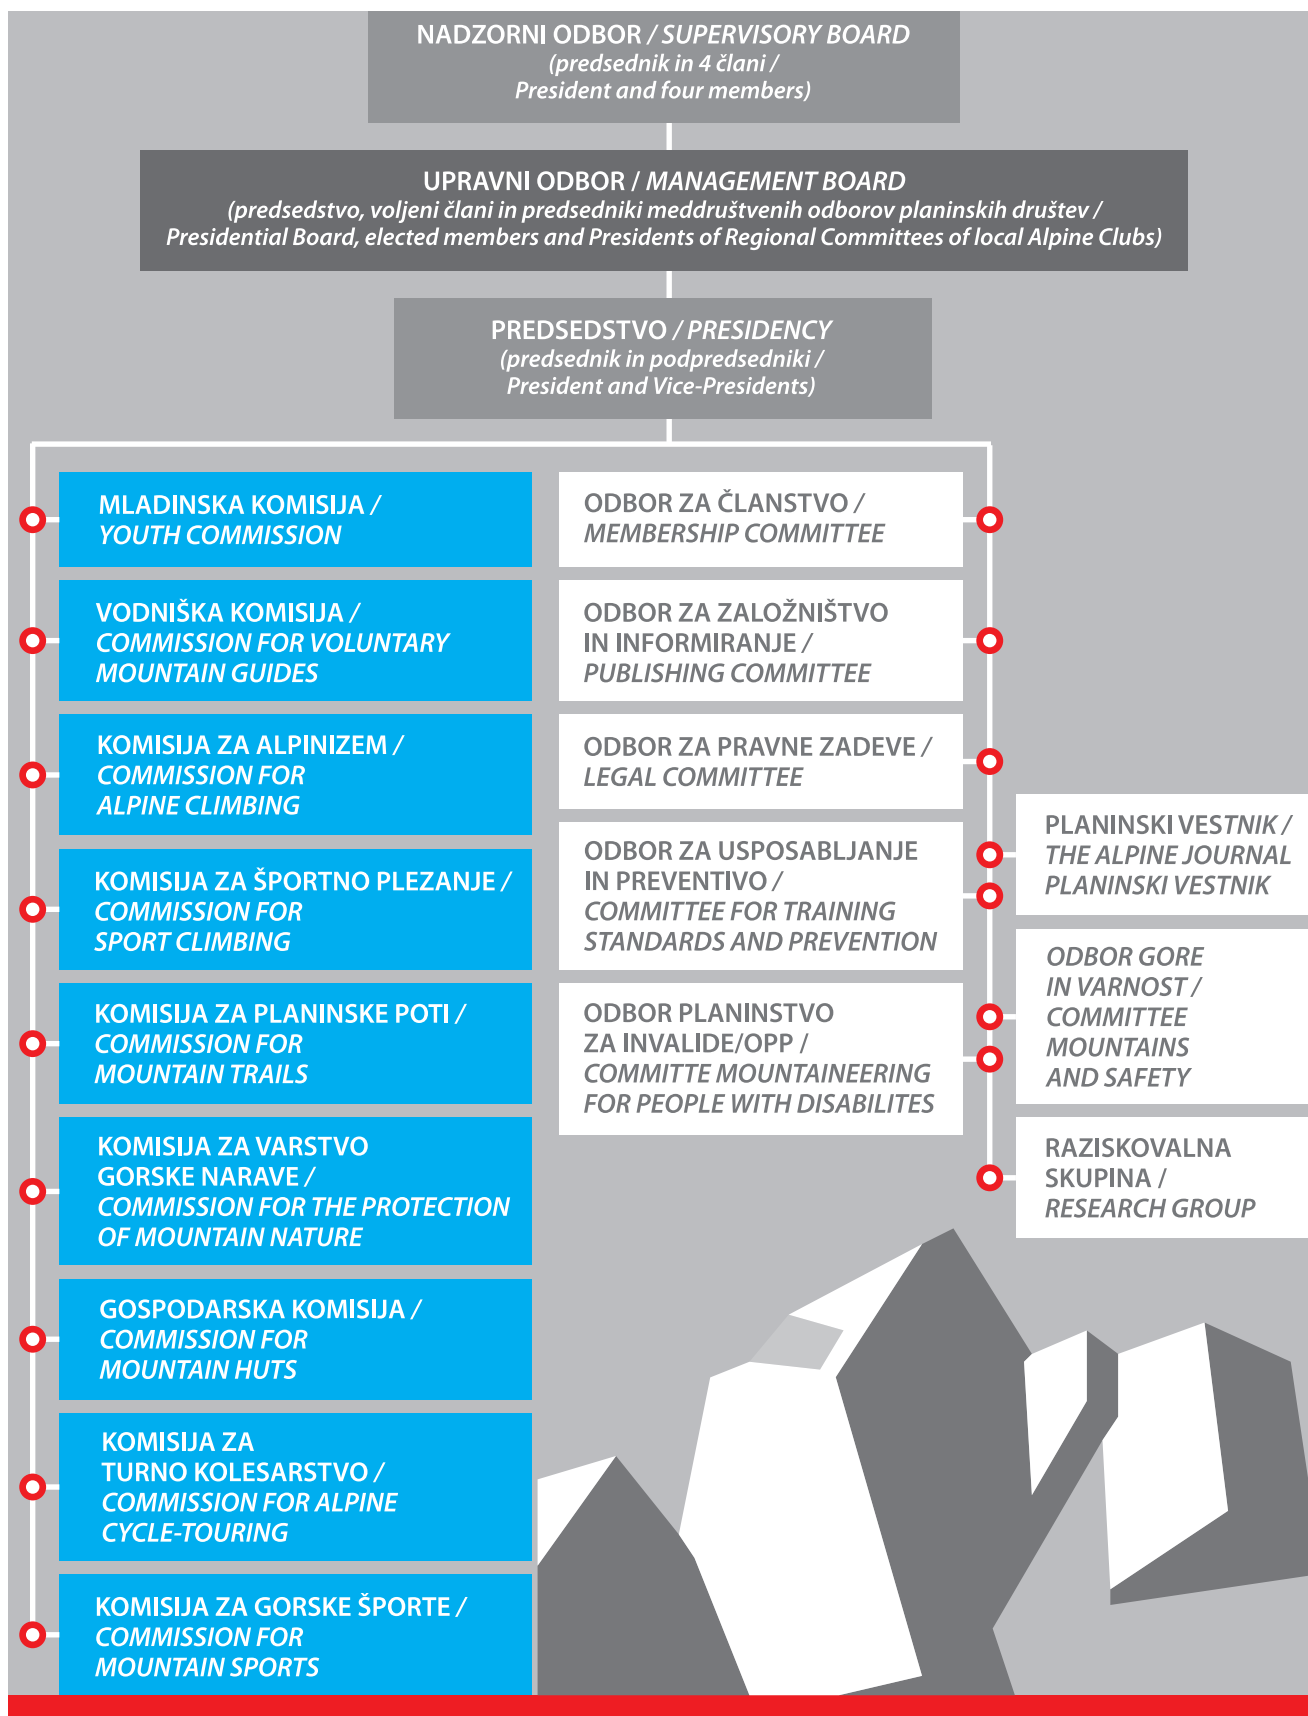 NADZORNI ODBOR / SUPERVISORY BOARD
(predsednik in 4 člani /
President and four members)
UPRAVNI ODBOR / MANAGEMENT BOARD
(predsedstvo, voljeni člani in predsedniki meddruštvenih odborov planinskih društev /
Presidential Board, elected members and Presidents of Regional Committees of local Alpine Clubs)
PREDSEDSTVO / PRESIDENCY
(predsednik in podpredsedniki /
President and Vice-Presidents)
MLADINSKA KOMISIJA /
YOUTH COMMISSION
VODNIŠKA KOMISIJA /
COMMISSION FOR VOLUNTARY
MOUNTAIN GUIDES
KOMISIJA ZA ALPINIZEM /
COMMISSION FOR
ALPINE CLIMBING
KOMISIJA ZA ŠPORTNO PLEZANJE /
COMMISSION FOR
SPORT CLIMBING
KOMISIJA ZA PLANINSKE POTI /
COMMISSION FOR
MOUNTAIN TRAILS
KOMISIJA ZA VARSTVO
GORSKE NARAVE /
COMMISSION FOR THE PROTECTION
OF MOUNTAIN NATURE
GOSPODARSKA KOMISIJA /
COMMISSION FOR
MOUNTAIN HUTS
KOMISIJA ZA
TURNO KOLESARSTVO /
COMMISSION FOR ALPINE
CYCLE-TOURING
KOMISIJA ZA GORSKE ŠPORTE /
COMMISSION FOR
MOUNTAIN SPORTS
ODBOR ZA ČLANSTVO /
MEMBERSHIP COMMITTEE
ODBOR ZA ZALOŽNIŠTVO
IN INFORMIRANJE /
PUBLISHING COMMITTEE
ODBOR ZA PRAVNE ZADEVE /
LEGAL COMMITTEE
ODBOR ZA USPOSABLJANJE
IN PREVENTIVO /
COMMITTEE FOR TRAINING
STANDARDS AND PREVENTION
ODBOR PLANINSTVO
ZA INVALIDE/OPP /
COMMITTE MOUNTAINEERING
FOR PEOPLE WITH DISABILITES
PLANINSKI VESTNIK /
THE ALPINE JOURNAL
PLANINSKI VESTNIK
ODBOR GORE
IN VARNOST /
COMMITTEE
MOUNTAINS
AND SAFETY
RAZISKOVALNA
SKUPINA /
RESEARCH GROUP